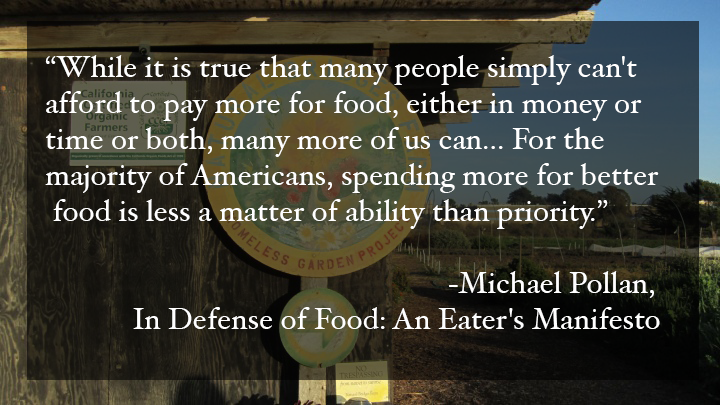 “While it is true that many people simply can't
afford to pay more for food, either in money or
time or both, many more of us can... For the
majority of Americans, spending more for better
food is less a matter of ability than priority.”
-Michael Pollan,
In Defense of Food: An Eater's Manifesto
California
Organic
Farmers
HOMELESS GARDEN PROJECT